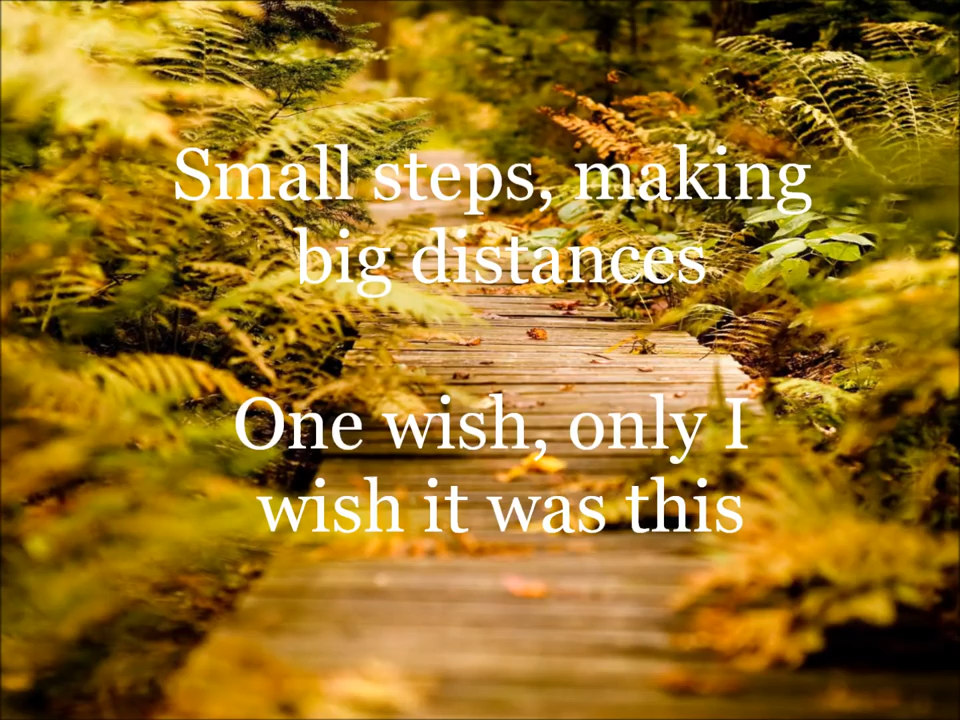 Small steps, making
big distances
One wish, only I
wish it was this